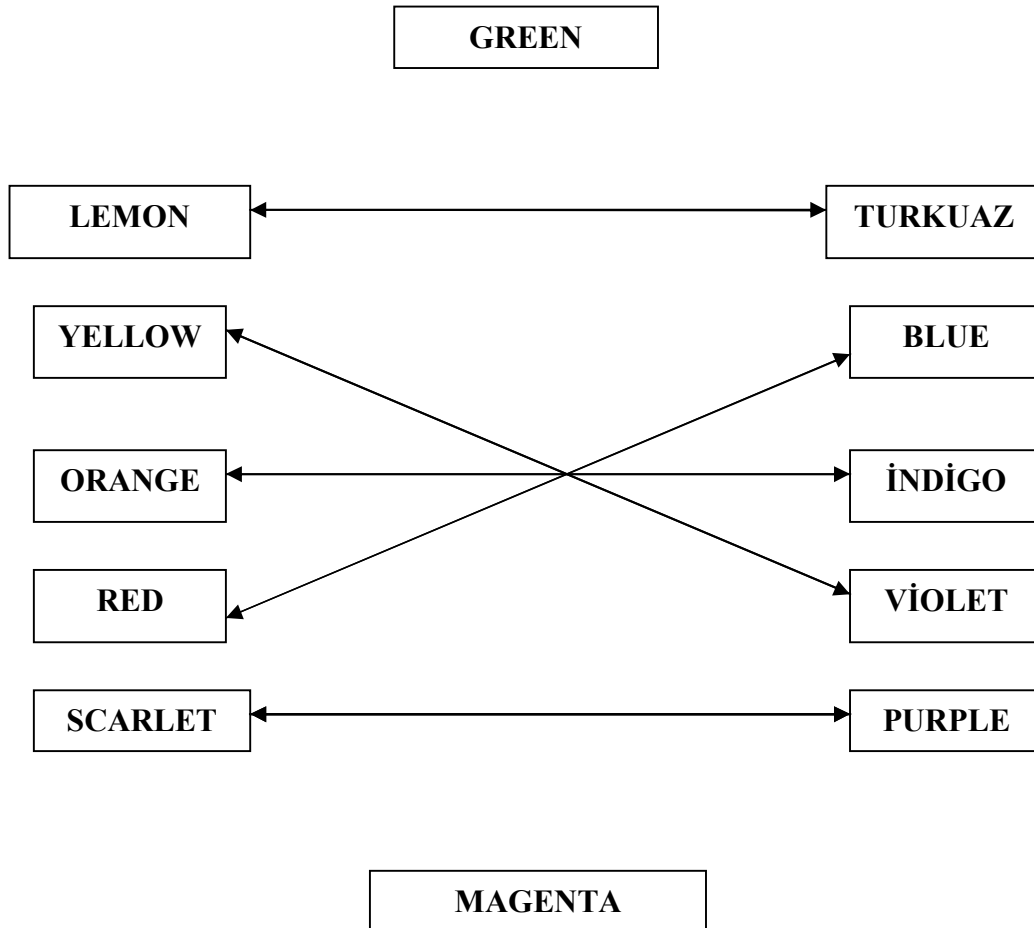 GREEN
LEMON
TURKUAZ
YELLOW
BLUE
ORANGE
İNDİGO
RED
VİOLET
SCARLET
PURPLE
MAGENTA